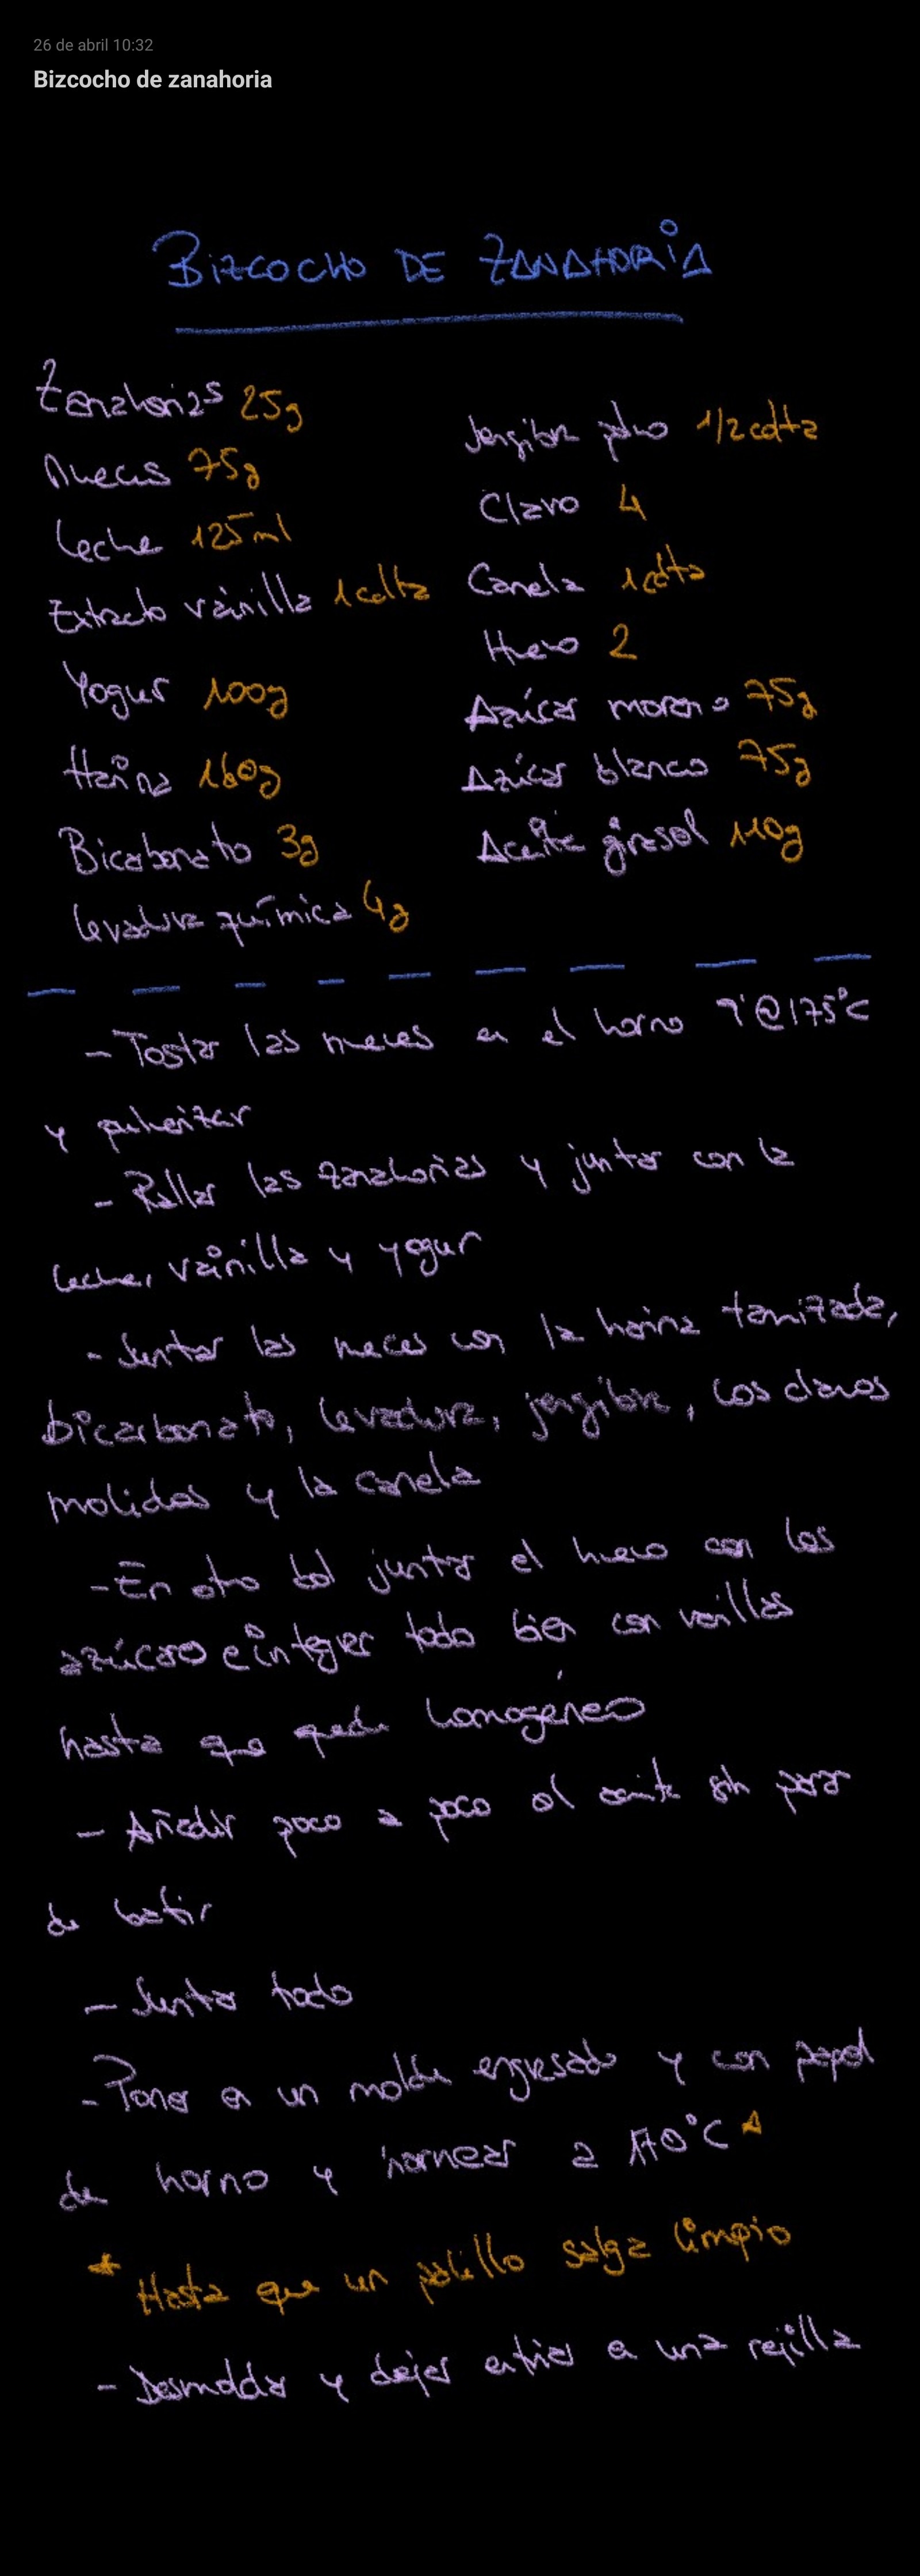 26 de abril 10:32
Bizcocho de zanahoria
BIZCOCHO DE ZANAHORIA
Zanahorias 25g
Nueces 75g
Leche 125ml
Extracto vainilla 1cdta
Yogur 100g
Harina 160g
Bicarbonato 3g
Levadura química 4g
Jengibre polvo 1/2cdta
Clavo 4
Canela 1cdta
Huevo 2
Azúcar moreno 75g
Azúcar blanco 75g
Aceite girasol 110g
- Tostar las nueces en el horno 7' @175°C
y pulverizar
- Rallar las zanahorias y juntar con la
leche, vainilla y yogur
- Juntar las nueces con la harina tamizada,
bicarbonato, levadura, jengibre, los clavos
molidos y la canela
- En otro bol juntar el huevo con los
azúcares e integrar todo bien con varillas
hasta que quede homogéneo
- Añadir poco a poco el aceite sin parar
de batir
- Juntar todo
- Poner en un molde engrasado y con papel
de horno y hornear a 170°C *
* Hasta que un palillo salga limpio
- Desmoldar y dejar enfriar en una rejilla